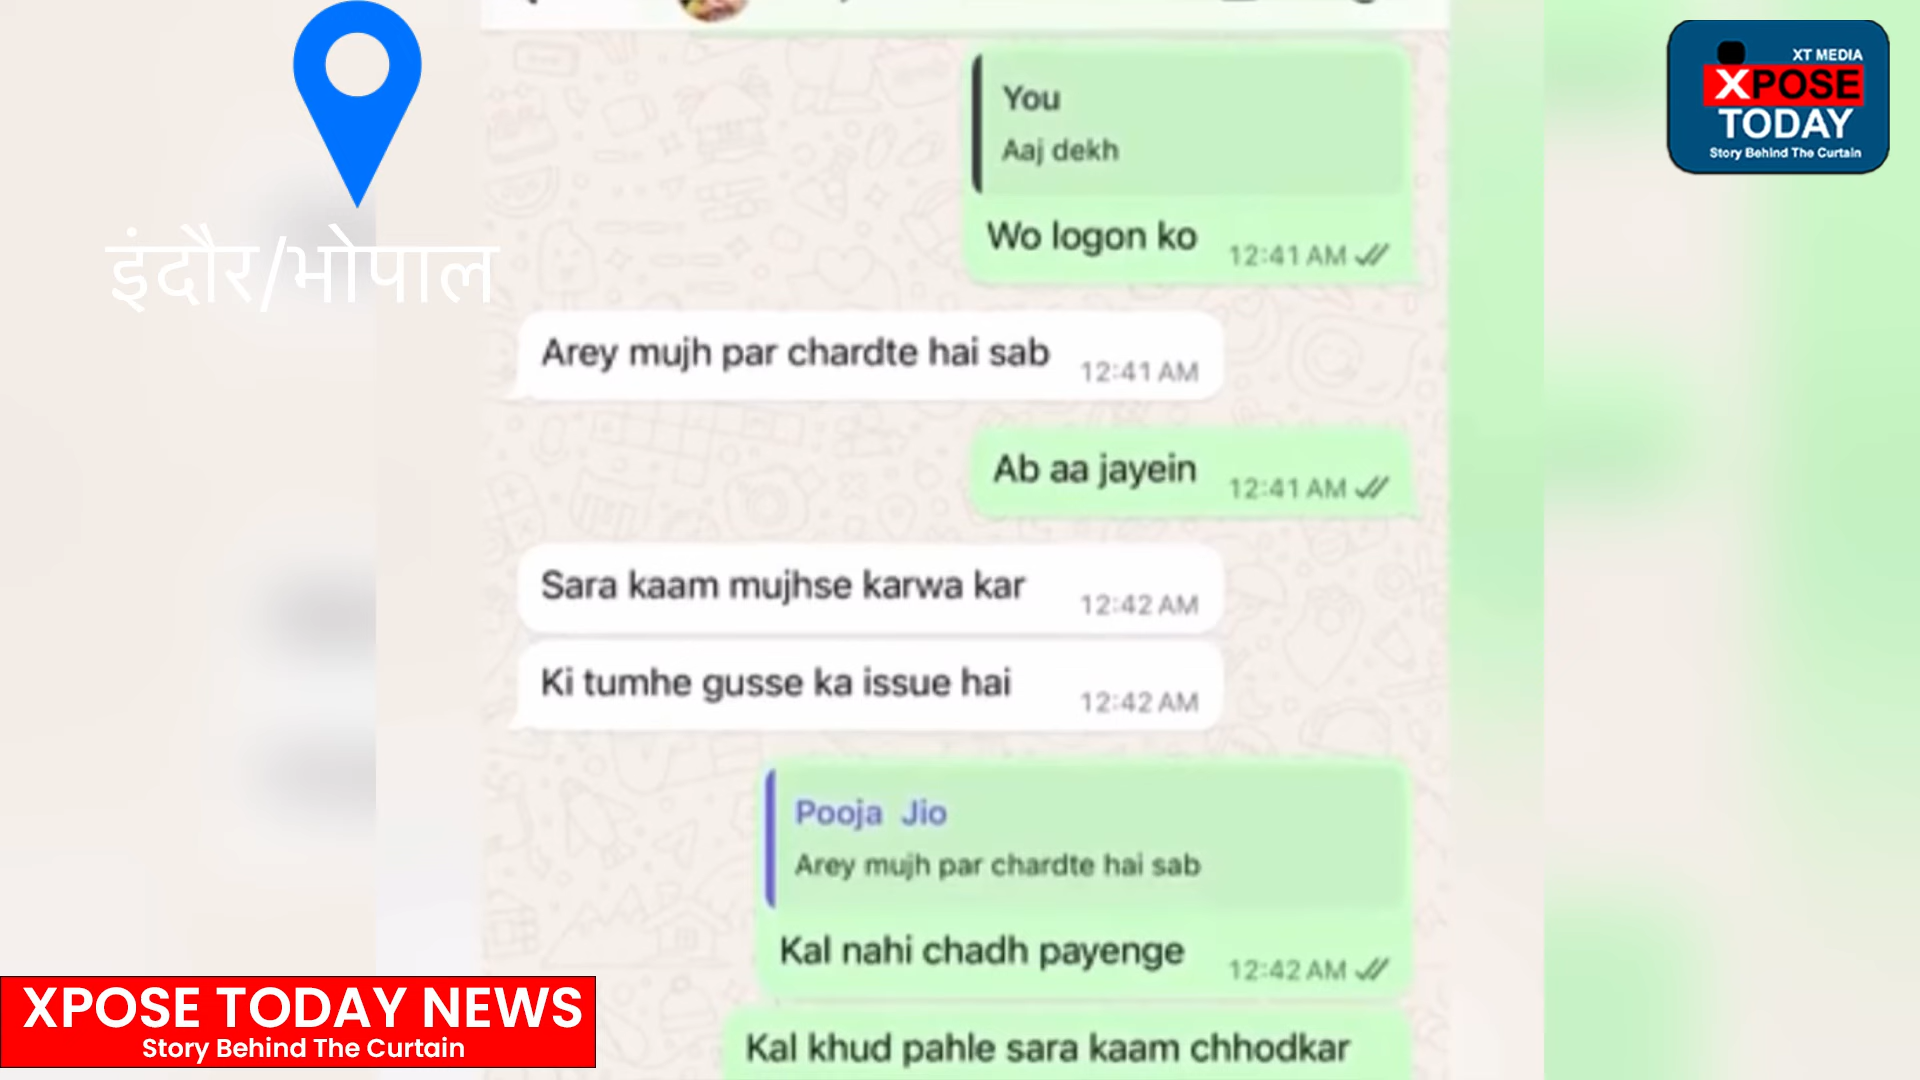 XT MEDIA
XPOSE
TODAY
Story Behind The Curtain
इंदौर/भोपाल
You
Aaj dekh
Wo logon ko 12:41 AM
Arey mujh par chardte hai sab 12:41 AM
Ab aa jayein 12:41 AM
Sara kaam mujhse karwa kar 12:42 AM
Ki tumhe gusse ka issue hai 12:42 AM
Pooja Jio
Arey mujh par chardte hai sab
Kal nahi chadh payenge 12:42 AM
Kal khud pahle sara kaam chhodkar
XPOSE TODAY NEWS
Story Behind The Curtain